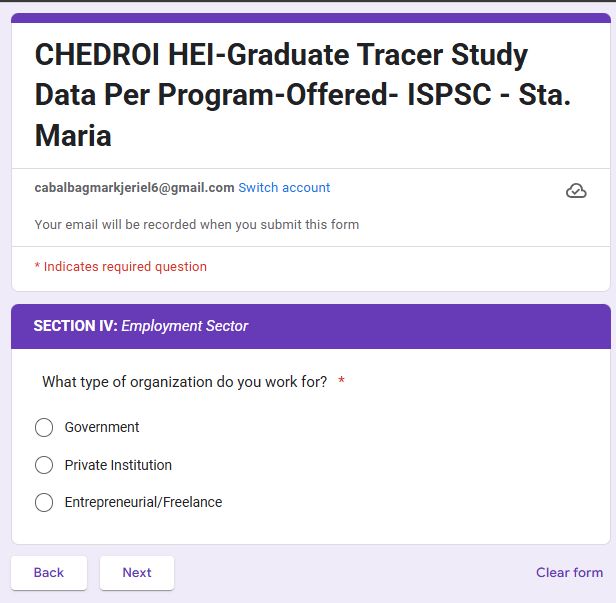 CHEDROI HEI-Graduate Tracer Study
Data Per Program-Offered- ISPSC - Sta.
Maria
cabalbagmarkjeriel6@gmail.com Switch account
Your email will be recorded when you submit this form
* Indicates required question
SECTION IV: Employment Sector
What type of organization do you work for? *
Government
Private Institution
Entrepreneurial/Freelance
Back Next Clear form